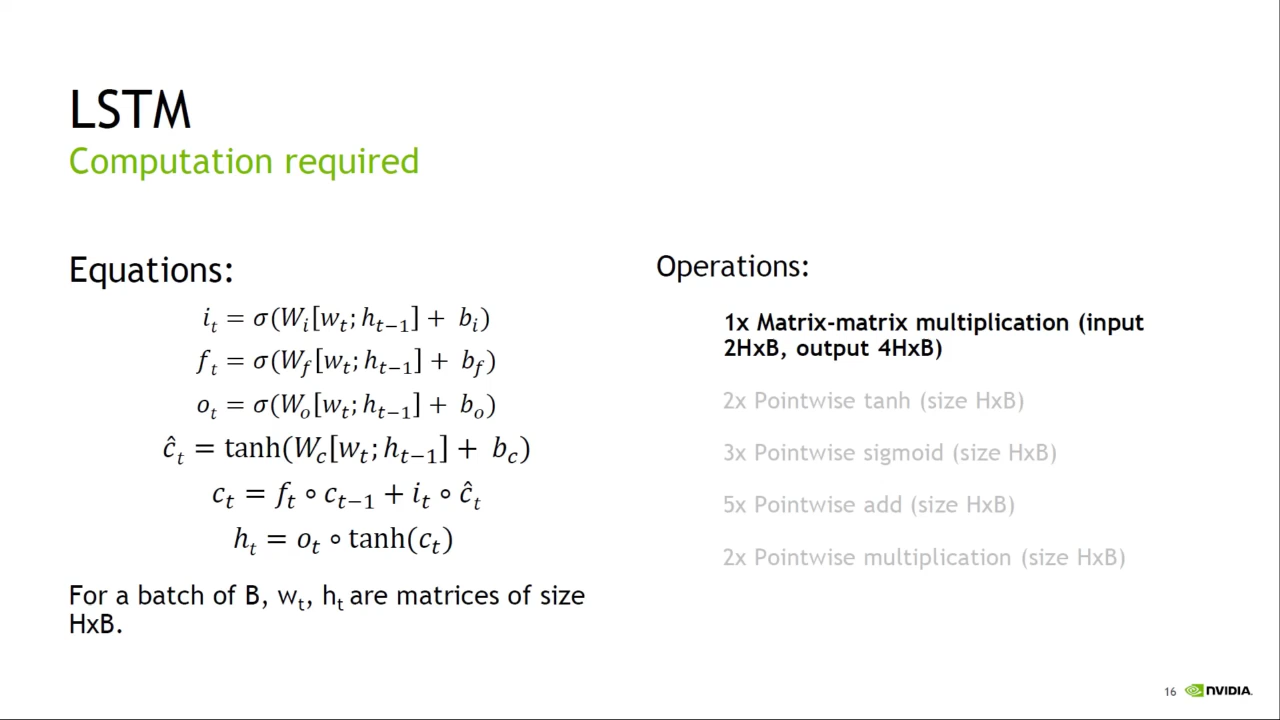 LSTM
Computation required
Equations:
i_t = σ(W_i[w_t; h_{t−1}] + b_i)
f_t = σ(W_f[w_t; h_{t−1}] + b_f)
o_t = σ(W_o[w_t; h_{t−1}] + b_o)
ĉ_t = tanh(W_c[w_t; h_{t−1}] + b_c)
c_t = f_t ∘ c_{t−1} + i_t ∘ ĉ_t
h_t = o_t ∘ tanh(c_t)
For a batch of B, w_t, h_t are matrices of size
HxB.
Operations:
1x Matrix-matrix multiplication (input
2HxB, output 4HxB)
2x Pointwise tanh (size HxB)
3x Pointwise sigmoid (size HxB)
5x Pointwise add (size HxB)
2x Pointwise multiplication (size HxB)
16 NVIDIA.